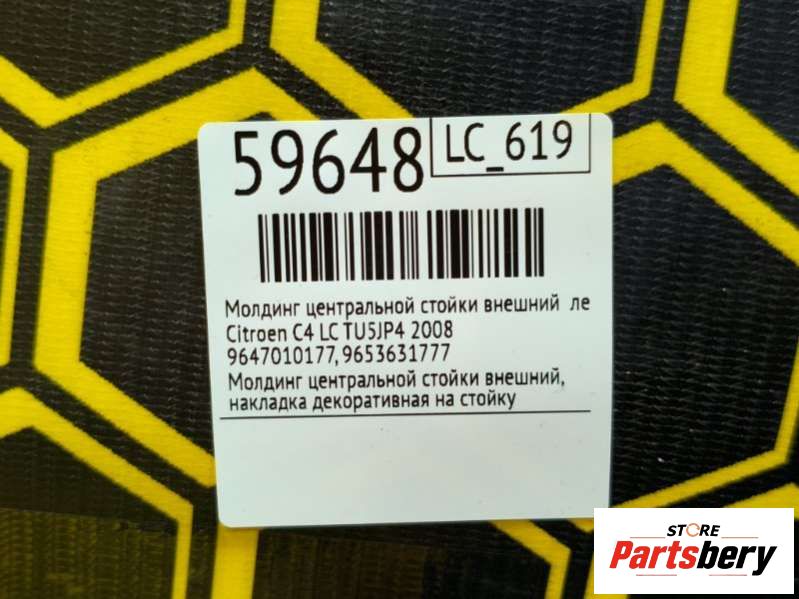 59648 LC_619
Молдинг центральной стойки внешний ле
Citroen C4 LC TU5JP4 2008
9647010177, 9653631777
Молдинг центральной стойки внешний,
накладка декоративная на стойку
STORE
Partsbery